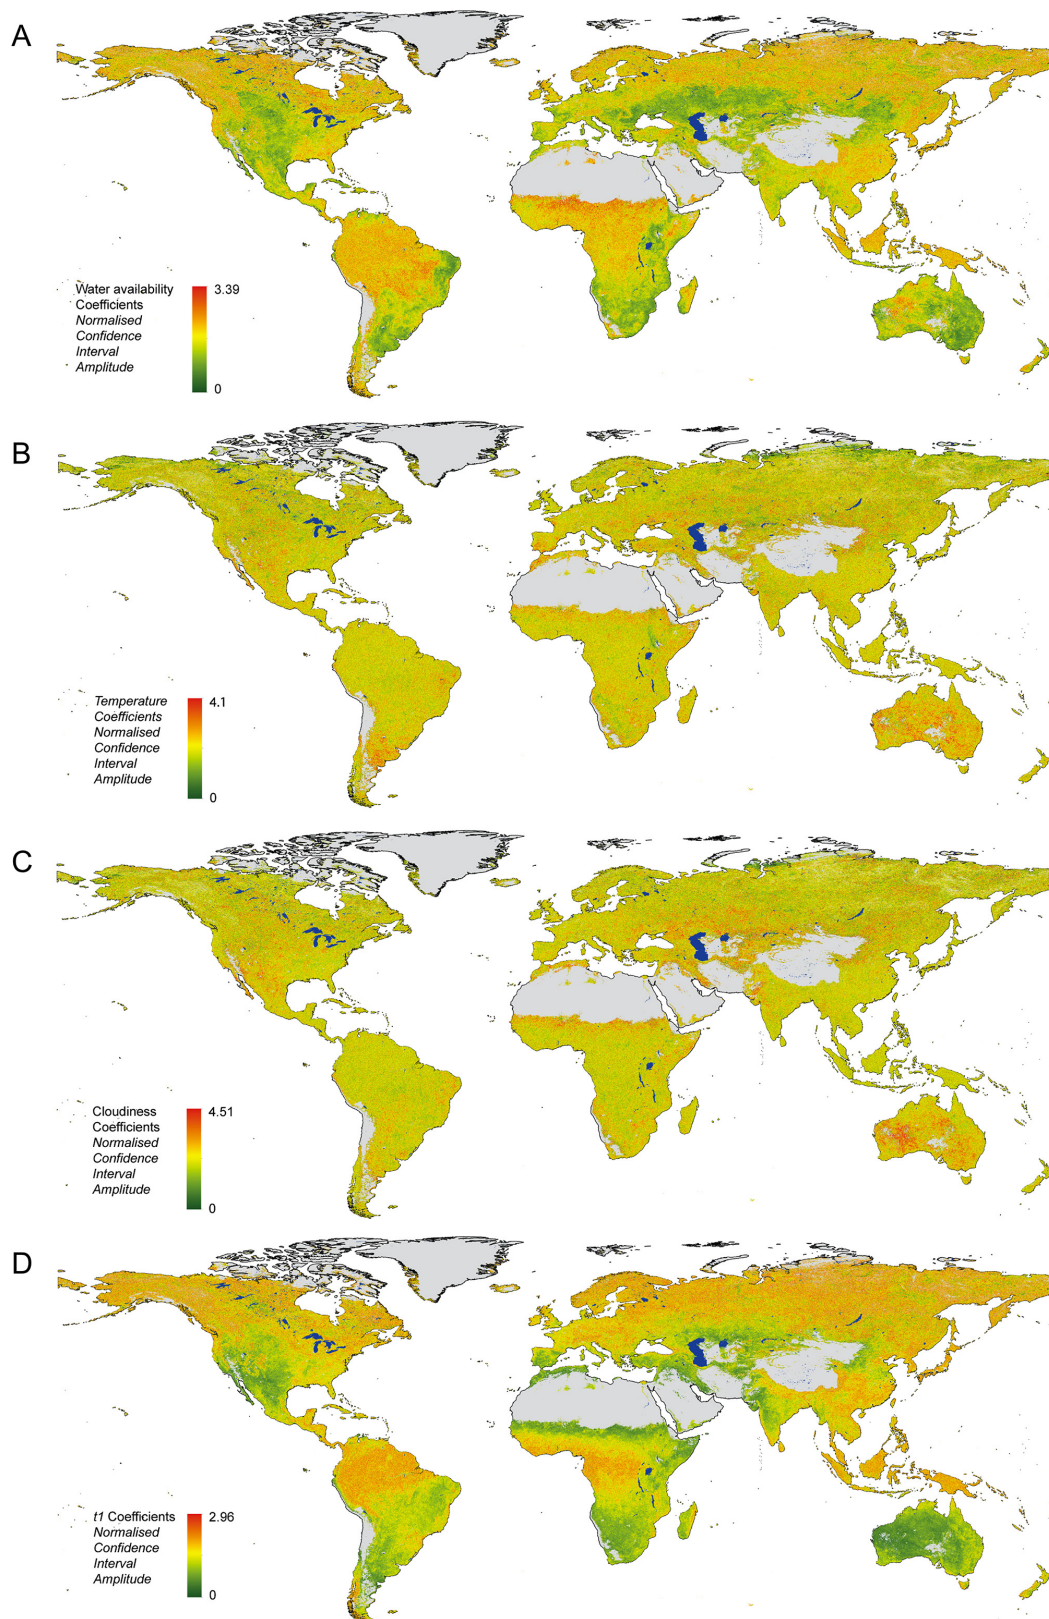 A
Water availability
Coefficients
Normalised
Confidence
Interval
Amplitude
3.39
0
B
Temperature
Coefficients
Normalised
Confidence
Interval
Amplitude
4.1
0
C
Cloudiness
Coefficients
Normalised
Confidence
Interval
Amplitude
4.51
0
D
t1 Coefficients
Normalised
Confidence
Interval
Amplitude
2.96
0